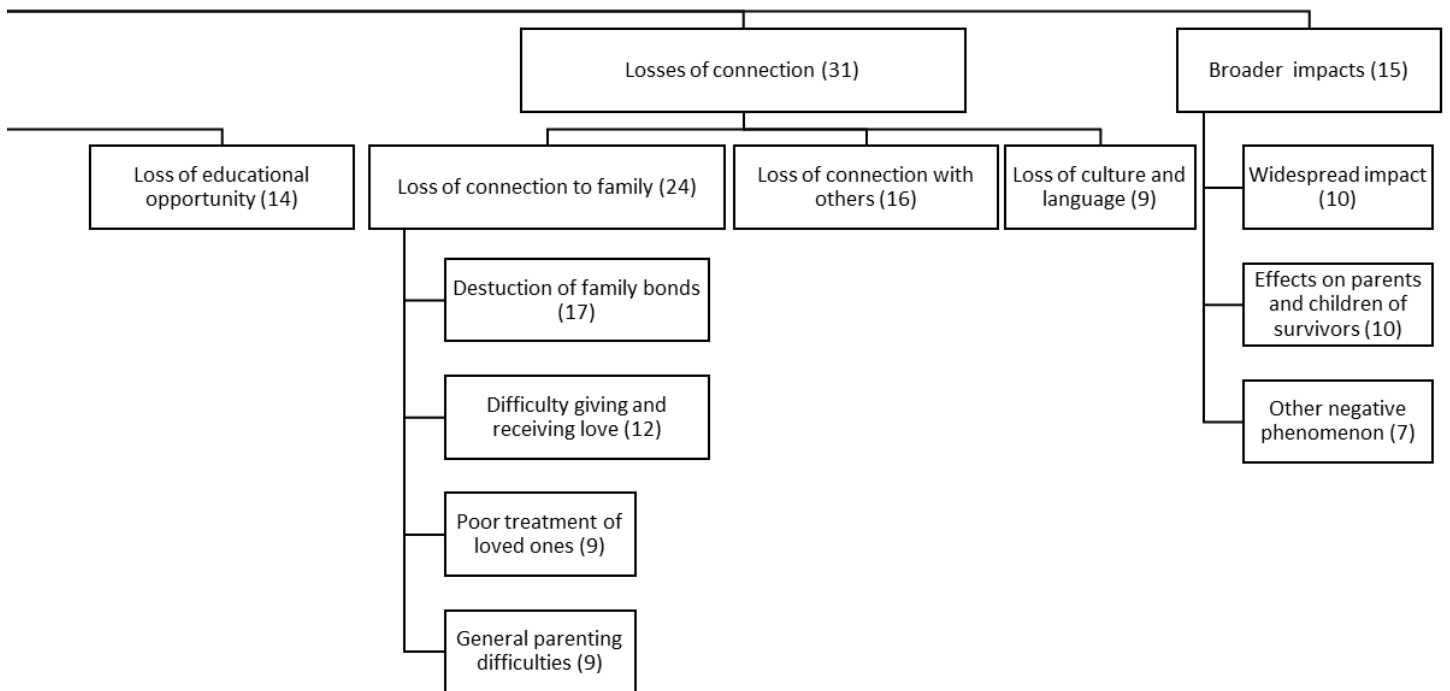 Losses of connection (31)
Broader  impacts (15)
Loss of educational
opportunity (14)
Loss of connection to family (24)
Loss of connection with
others (16)
Loss of culture and
language (9)
Widespread impact
(10)
Destuction of family bonds
(17)
Effects on parents
and children of
survivors (10)
Difficulty giving and
receiving love (12)
Other negative
phenomenon (7)
Poor treatment of
loved ones (9)
General parenting
difficulties (9)